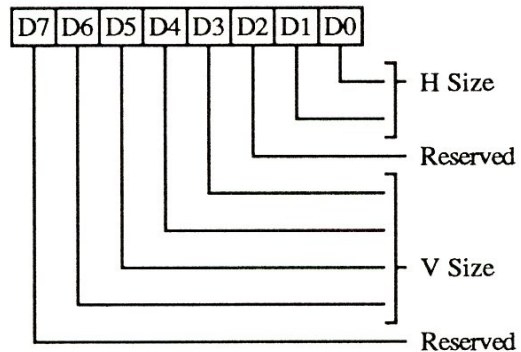 D7 D6 D5 D4 D3 D2 D1 D0
H Size
Reserved
V Size
Reserved